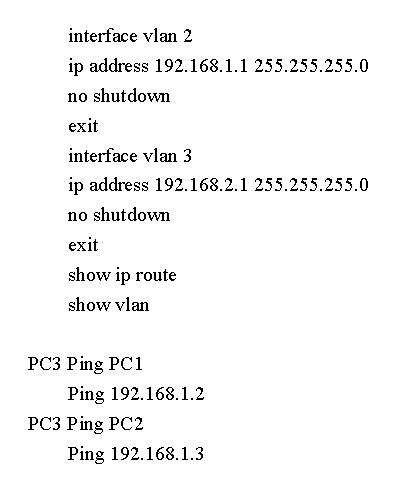 interface vlan 2
ip address 192.168.1.1 255.255.255.0
no shutdown
exit
interface vlan 3
ip address 192.168.2.1 255.255.255.0
no shutdown
exit
show ip route
show vlan
PC3 Ping PC1
Ping 192.168.1.2
PC3 Ping PC2
Ping 192.168.1.3